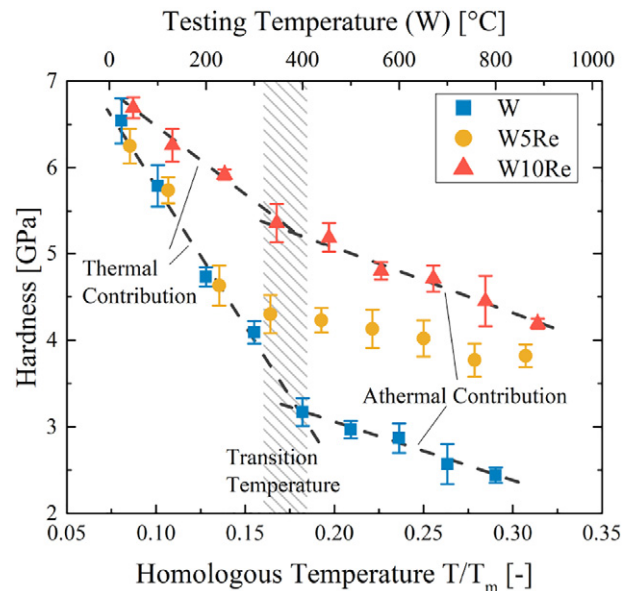 Testing Temperature (W) [°C]
0 200 400 600 800 1000
7
6
5
4
3
2
Hardness [GPa]
W
W5Re
W10Re
Thermal
Contribution
Athermal Contribution
Transition
Temperature
0.05 0.10 0.15 0.20 0.25 0.30 0.35
Homologous Temperature T/Tm [-]